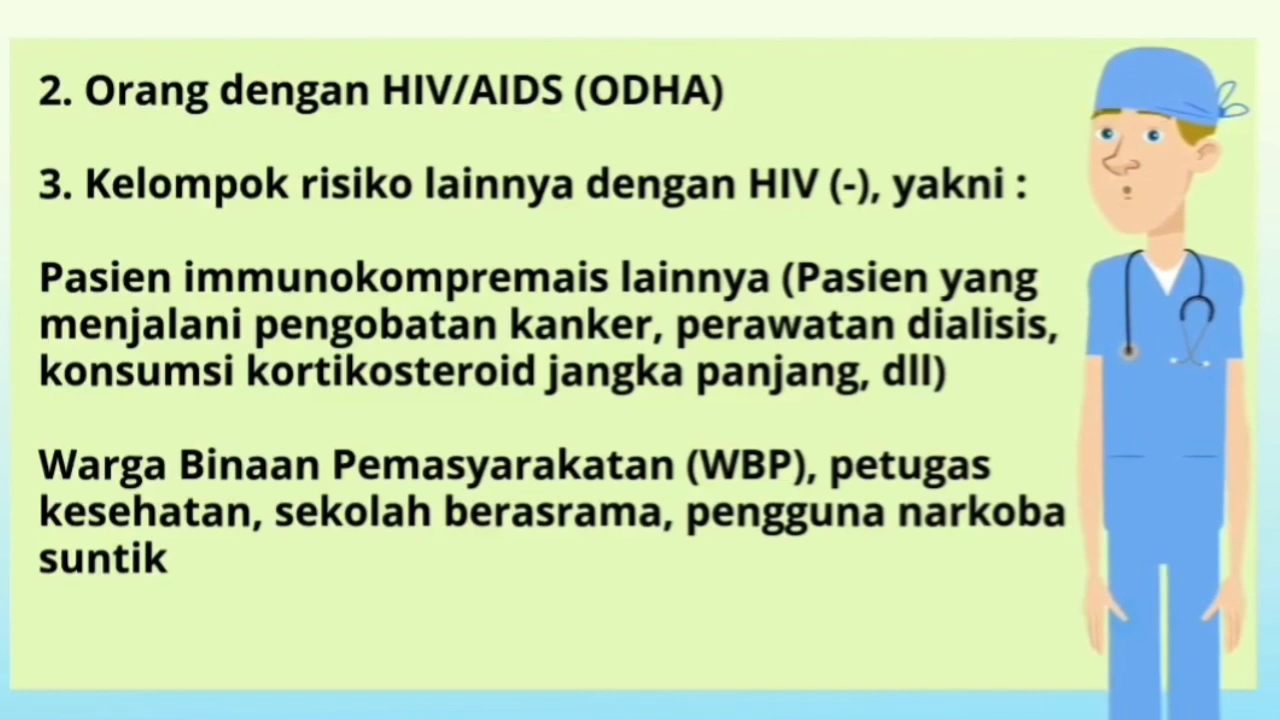 2. Orang dengan HIV/AIDS (ODHA)
3. Kelompok risiko lainnya dengan HIV (-), yakni :
Pasien immunokompremais lainnya (Pasien yang
menjalani pengobatan kanker, perawatan dialisis,
konsumsi kortikosteroid jangka panjang, dll)
Warga Binaan Pemasyarakatan (WBP), petugas
kesehatan, sekolah berasrama, pengguna narkoba
suntik